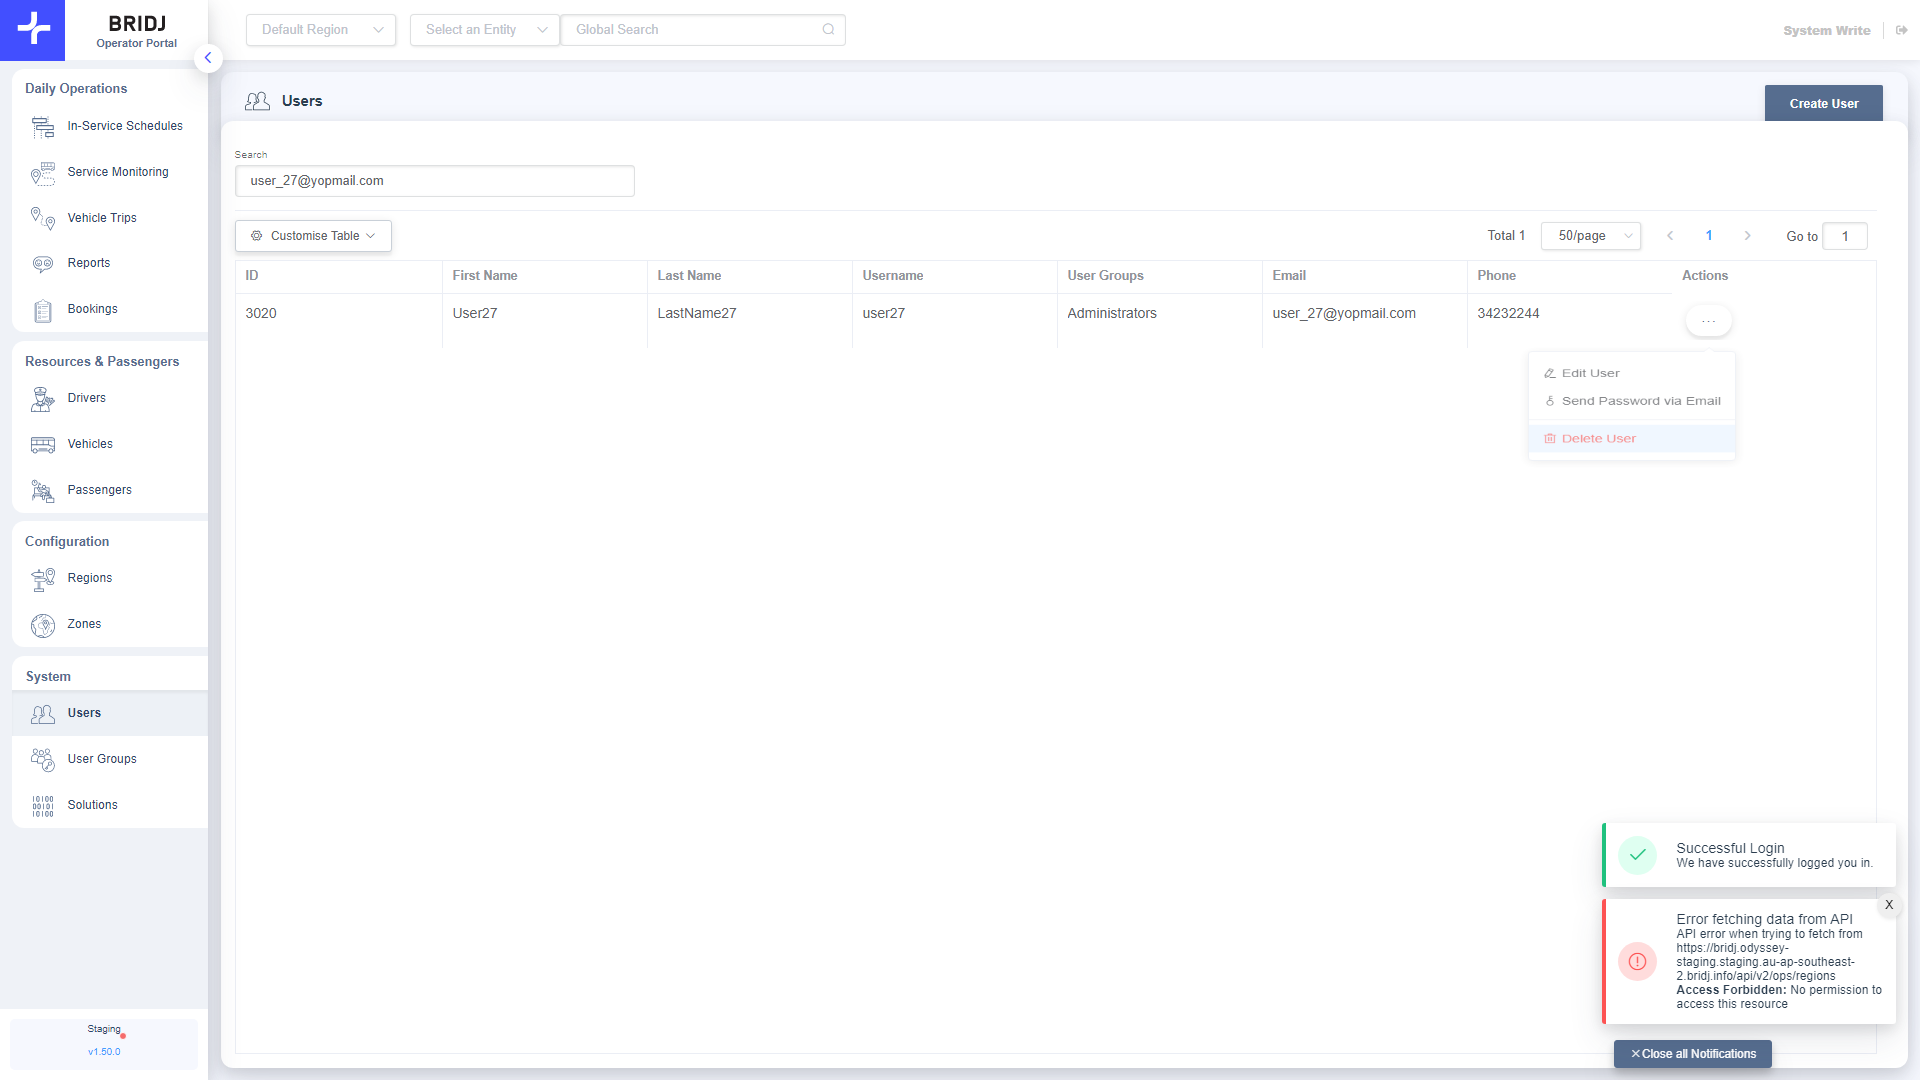 BRIDJ
Operator Portal
Default Region
Select an Entity
Global Search
System Write
Daily Operations
In-Service Schedules
Service Monitoring
Vehicle Trips
Reports
Bookings
Resources & Passengers
Drivers
Vehicles
Passengers
Configuration
Regions
Zones
System
Users
User Groups
Solutions
Staging
v1.50.0
Users
Create User
Search
user_27@yopmail.com
Customise Table
Total 1
50/page
1
Go to
1
ID First Name Last Name Username User Groups Email Phone Actions
3020 User27 LastName27 user27 Administrators user_27@yopmail.com 34232244 ...
Edit User
Send Password via Email
Delete User
Successful Login
We have successfully logged you in.
X
Error fetching data from API
API error when trying to fetch from
https://bridj.odyssey-
staging.staging.au-ap-southeast-
2.bridj.info/api/v2/ops/regions
Access Forbidden: No permission to
access this resource
×Close all Notifications